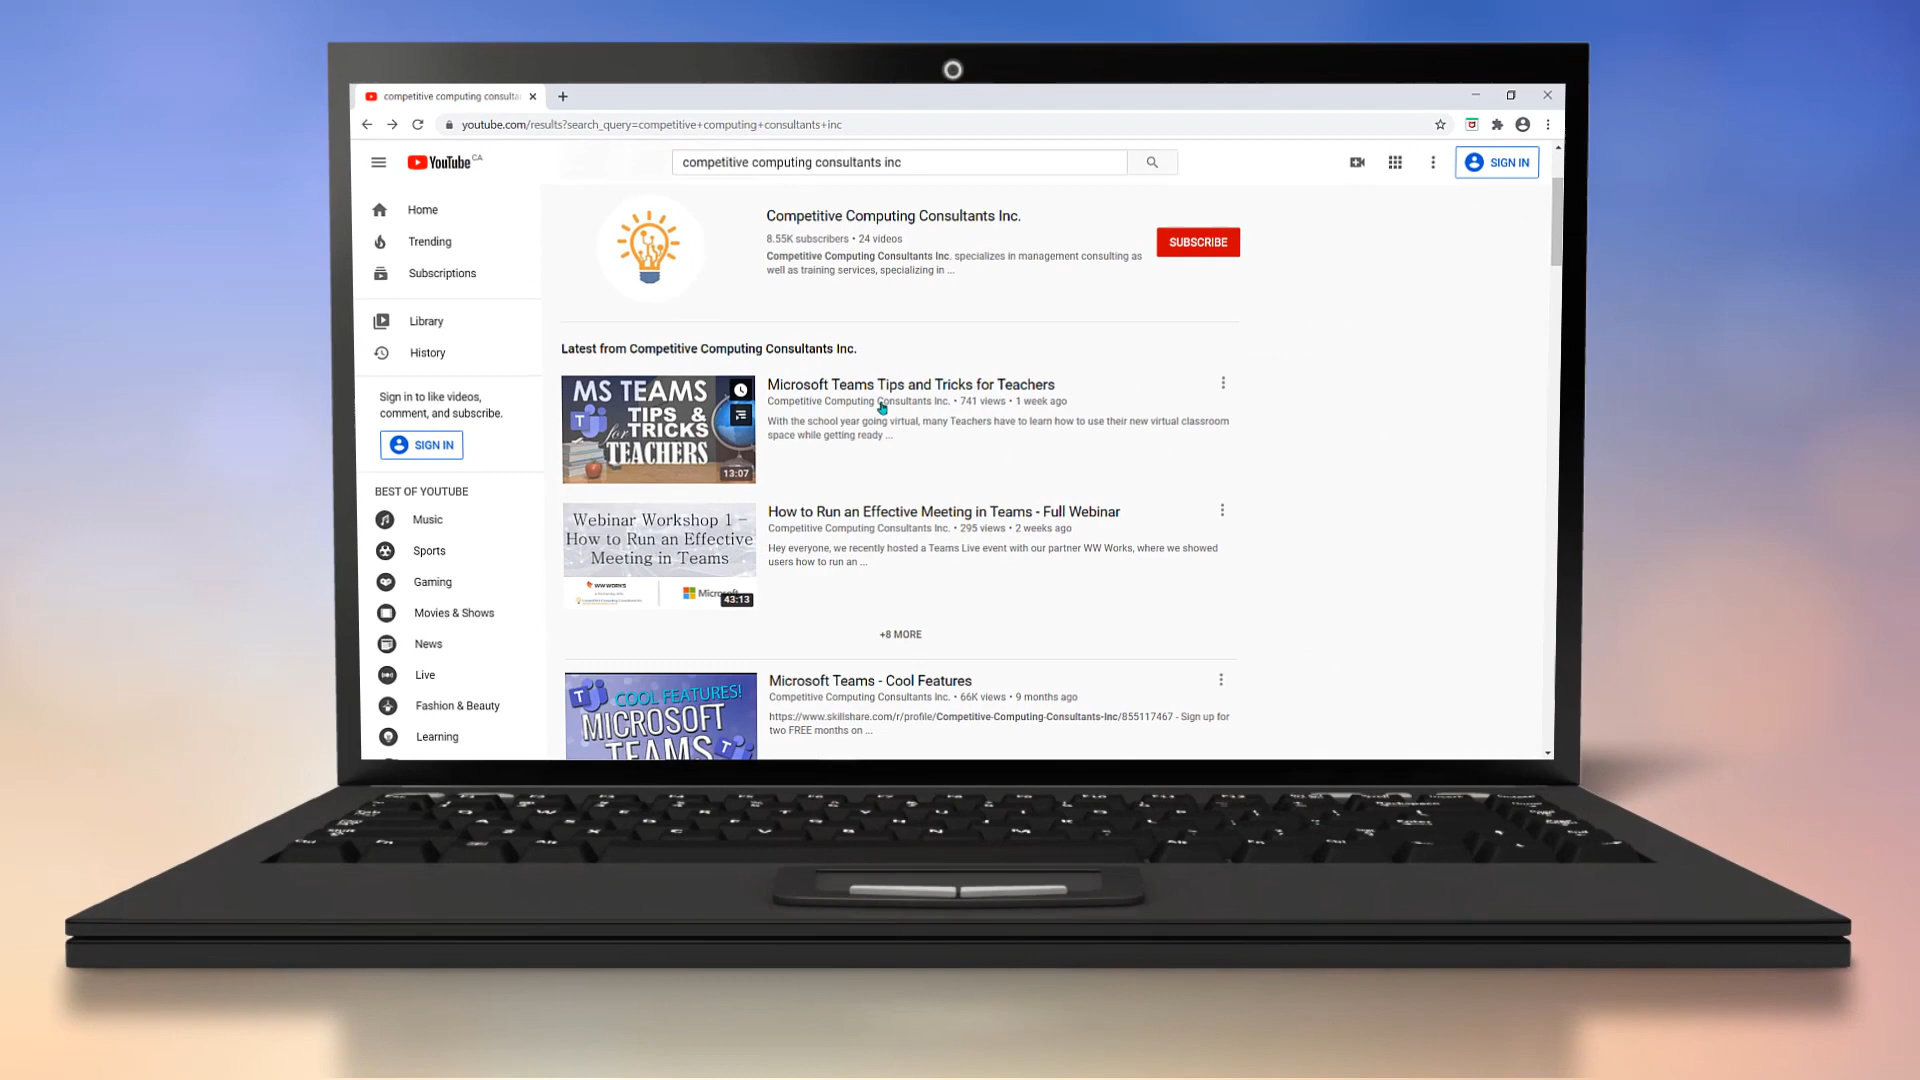 competitive computing consulta
youtube.com/results?search_query=competitive+computing+consultants+inc
YouTube CA
competitive computing consultants inc
SIGN IN
Home
Trending
Subscriptions
Library
History
Sign in to like videos,
comment, and subscribe.
SIGN IN
BEST OF YOUTUBE
Music
Sports
Gaming
Movies & Shows
News
Live
Fashion & Beauty
Learning
Competitive Computing Consultants Inc.
8.55K subscribers • 24 videos
Competitive Computing Consultants Inc. specializes in management consulting as
well as training services, specializing in ...
SUBSCRIBE
Latest from Competitive Computing Consultants Inc.
MS TEAMS
TIPS &
for TRICKS
TEACHERS
13:07
Microsoft Teams Tips and Tricks for Teachers
Competitive Computing Consultants Inc. • 741 views • 1 week ago
With the school year going virtual, many Teachers have to learn how to use their new virtual classroom
space while getting ready ...
Webinar Workshop 1 –
How to Run an Effective
Meeting in Teams
WW WORKS
Microsoft
43:13
How to Run an Effective Meeting in Teams - Full Webinar
Competitive Computing Consultants Inc. • 295 views • 2 weeks ago
Hey everyone, we recently hosted a Teams Live event with our partner WW Works, where we showed
users how to run an ...
+8 MORE
COOL FEATURES!
MICROSOFT
TEAMS
Microsoft Teams - Cool Features
Competitive Computing Consultants Inc. • 66K views • 9 months ago
https://www.skillshare.com/r/profile/Competitive-Computing-Consultants-Inc/855117467 - Sign up for
two FREE months on ...